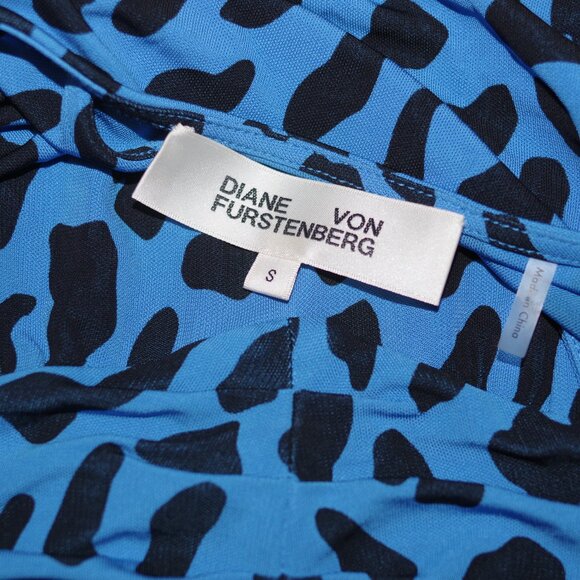 DIANE VON
FURSTENBERG
S
Made in China